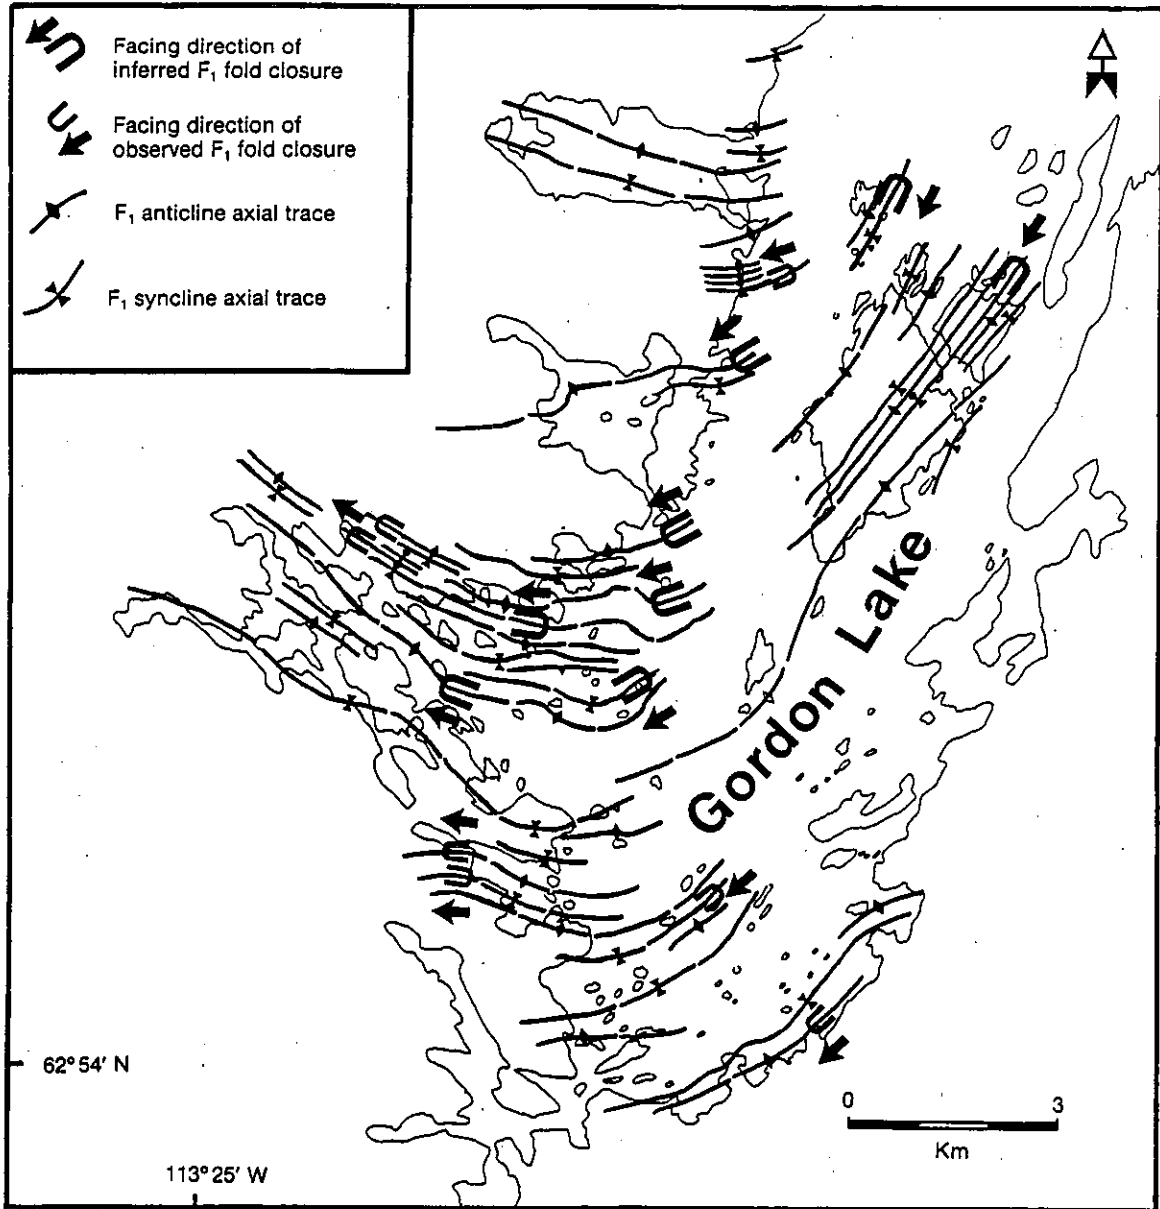 Facing direction of
inferred F₁ fold closure
Facing direction of
observed F₁ fold closure
F₁ anticline axial trace
F₁ syncline axial trace
Gordon Lake
62° 54′ N
113° 25′ W
0 3
Km